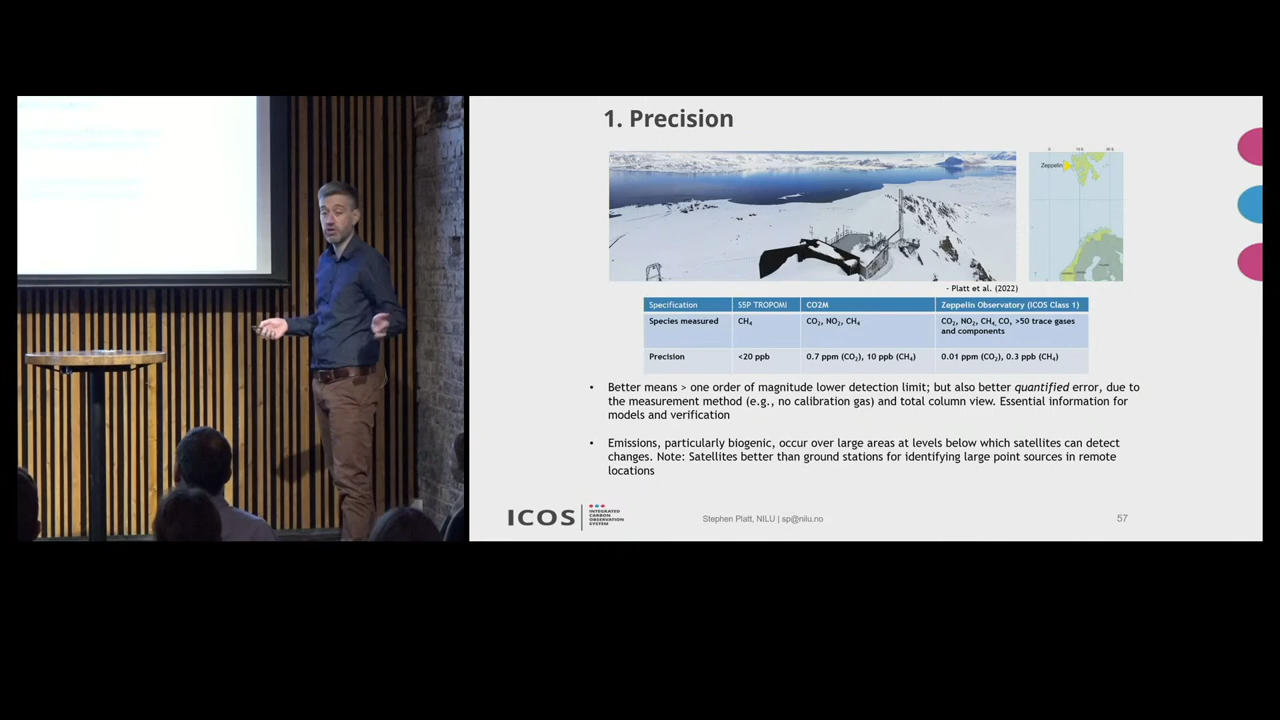 1. Precision
Zeppelin
- Platt et al. (2022)
Specification S5P TROPOMI CO2M Zeppelin Observatory (ICOS Class 1)
Species measured CH₄ CO₂, NO₂, CH₄ CO₂, NO₂, CH₄, CO, >50 trace gases
and components
Precision <20 ppb 0.7 ppm (CO₂), 10 ppb (CH₄) 0.01 ppm (CO₂), 0.3 ppb (CH₄)
• Better means > one order of magnitude lower detection limit; but also better quantified error, due to
the measurement method (e.g., no calibration gas) and total column view. Essential information for
models and verification
• Emissions, particularly biogenic, occur over large areas at levels below which satellites can detect
changes. Note: Satellites better than ground stations for identifying large point sources in remote
locations
ICOS
INTEGRATED
CARBON
OBSERVATION
SYSTEM
Stephen Platt, NILU | sp@nilu.no
57